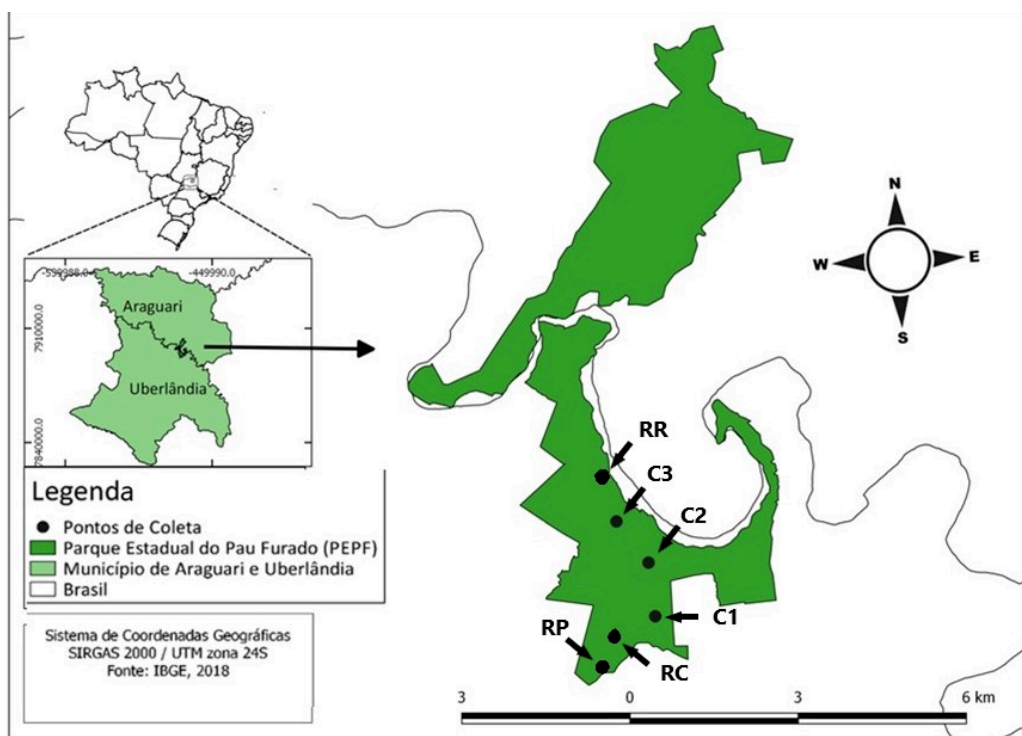 N
W
E
S
-599988.0
-449990.0
7910000.0
7840000.0
Araguari
Uberlândia
RR
C3
C2
C1
RP
RC
Legenda
Pontos de Coleta
Parque Estadual do Pau Furado (PEPF)
Município de Araguari e Uberlândia
Brasil
Sistema de Coordenadas Geográficas
SIRGAS 2000 / UTM zona 24S
Fonte: IBGE, 2018
3 0 3 6 km